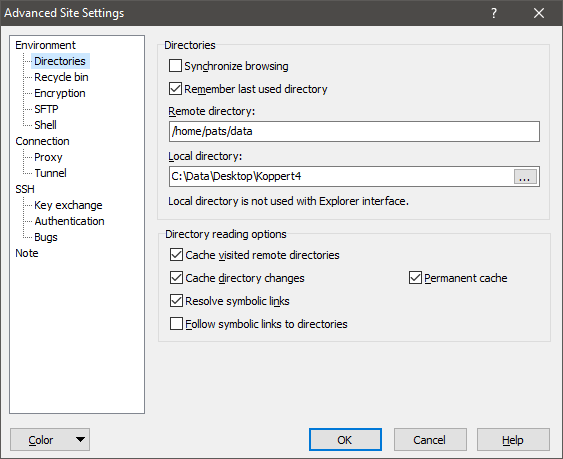 Advanced Site Settings
Environment
Directories
Recycle bin
Encryption
SFTP
Shell
Connection
Proxy
Tunnel
SSH
Key exchange
Authentication
Bugs
Note
Directories
Synchronize browsing
Remember last used directory
Remote directory:
/home/pats/data
Local directory:
C:\Data\Desktop\Koppert4
...
Local directory is not used with Explorer interface.
Directory reading options
Cache visited remote directories
Cache directory changes Permanent cache
Resolve symbolic links
Follow symbolic links to directories
Color OK Cancel Help